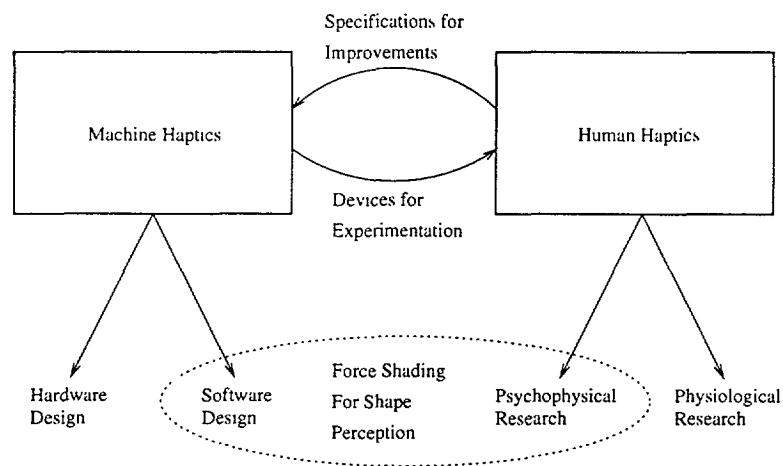 Specifications for
Improvements
Machine Haptics
Human Haptics
Devices for
Experimentation
Force Shading
For Shape
Perception
Hardware
Design
Software
Design
Psychophysical
Research
Physiological
Research